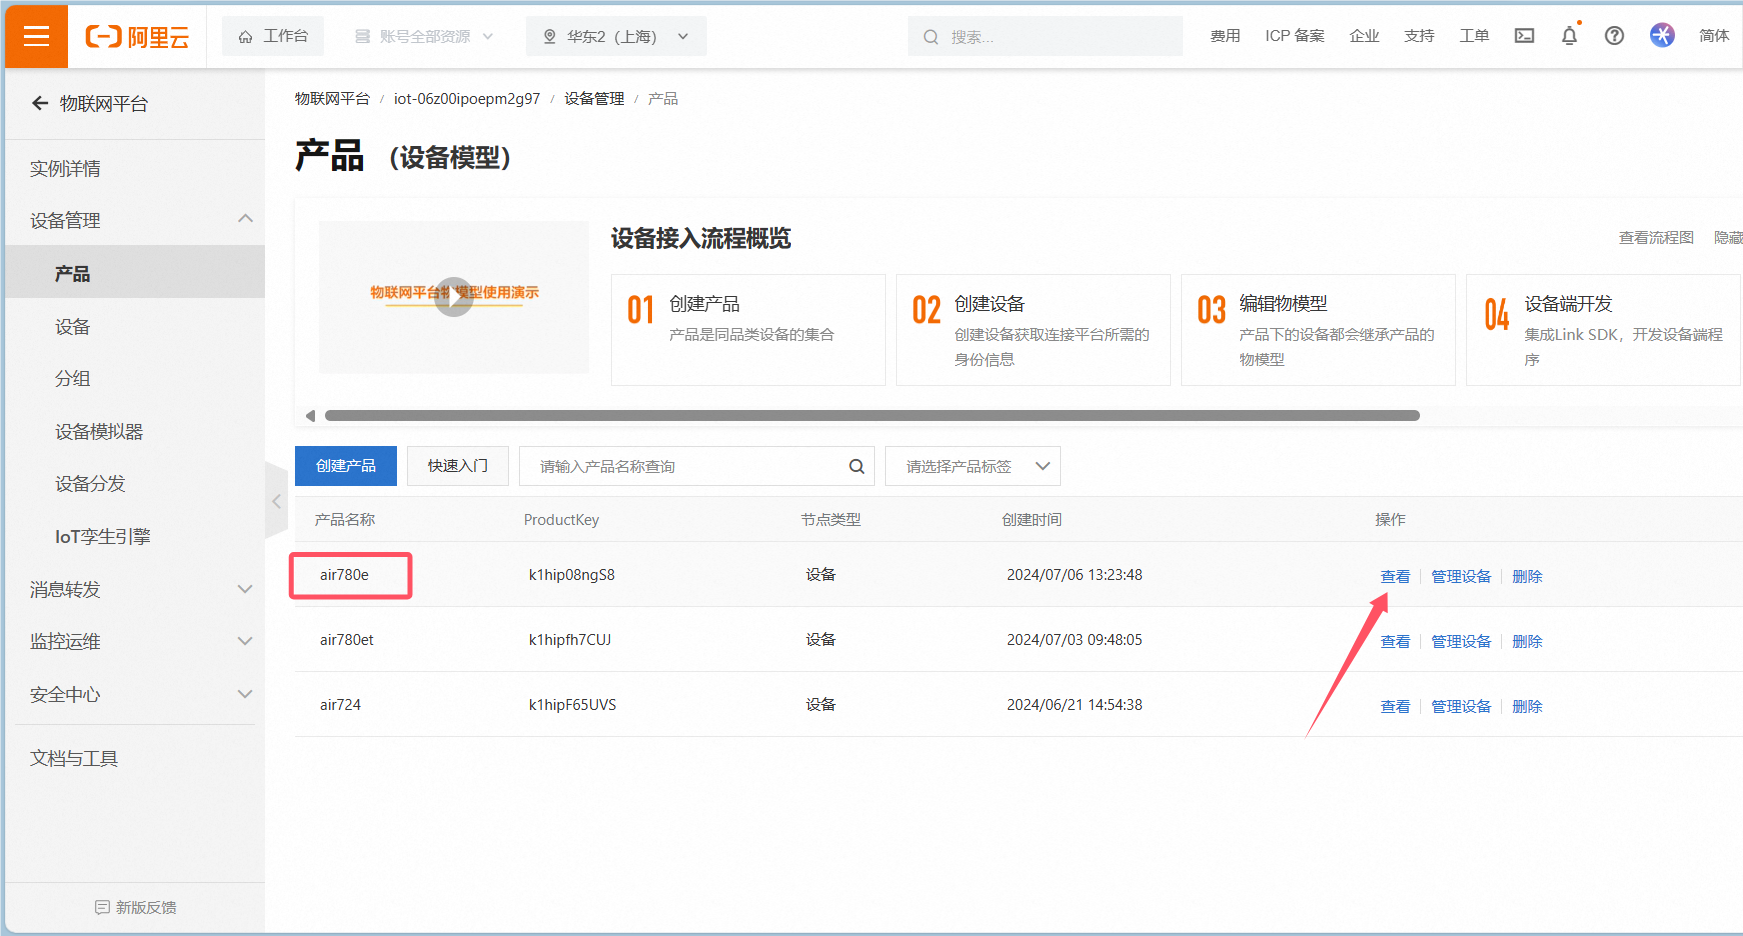 阿里云
工作台
账号全部资源
华东2（上海）
搜索...
费用
ICP 备案
企业
支持
工单
简体
物联网平台
实例详情
设备管理
产品
设备
分组
设备模拟器
设备分发
IoT孪生引擎
消息转发
监控运维
安全中心
文档与工具
新版反馈
物联网平台 / iot-06z00ipoepm2g97 / 设备管理 / 产品
产品 （设备模型）
物联网平台物模型使用演示
设备接入流程概览
查看流程图 隐藏
01 创建产品
产品是同品类设备的集合
02 创建设备
创建设备获取连接平台所需的
身份信息
03 编辑物模型
产品下的设备都会继承产品的
物模型
04 设备端开发
集成Link SDK，开发设备端程
序
创建产品 快速入门 请输入产品名称查询 请选择产品标签
产品名称 ProductKey 节点类型 创建时间 操作
air780e k1hip08ngS8 设备 2024/07/06 13:23:48 查看 管理设备 删除
air780et k1hipfh7CUJ 设备 2024/07/03 09:48:05 查看 管理设备 删除
air724 k1hipF65UVS 设备 2024/06/21 14:54:38 查看 管理设备 删除